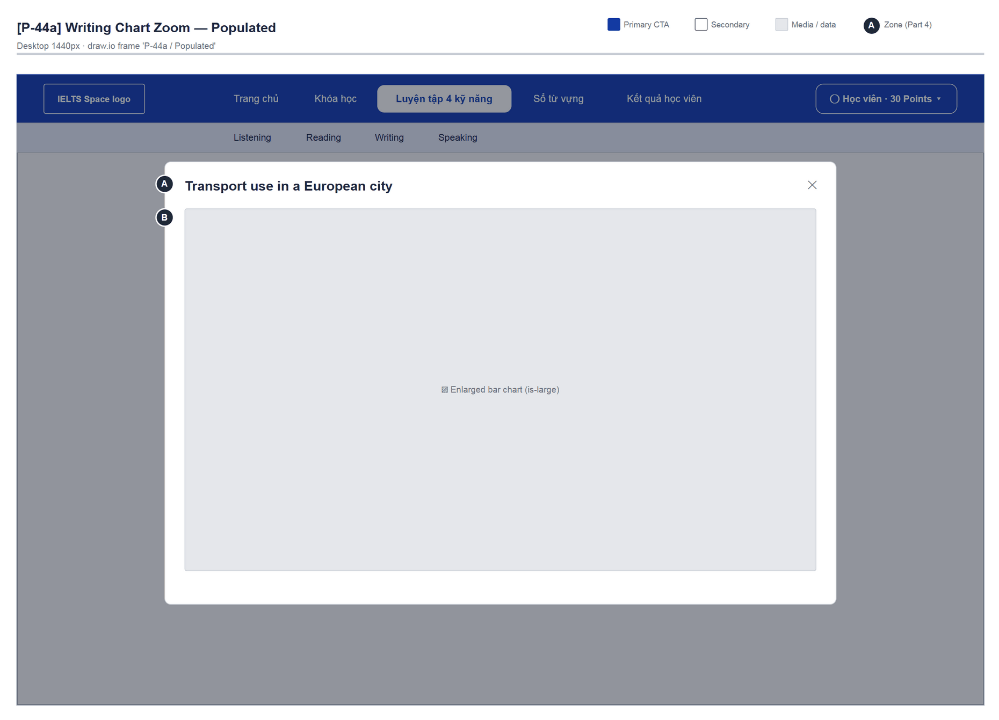 [P-44a] Writing Chart Zoom — Populated
Desktop 1440px · draw.io frame 'P-44a / Populated'
Primary CTA
Secondary
Media / data
A Zone (Part 4)
IELTS Space logo
Trang chủ
Khóa học
Luyện tập 4 kỹ năng
Sổ từ vựng
Kết quả học viên
Học viên · 30 Points
Listening
Reading
Writing
Speaking
A
Transport use in a European city
B
Enlarged bar chart (is-large)